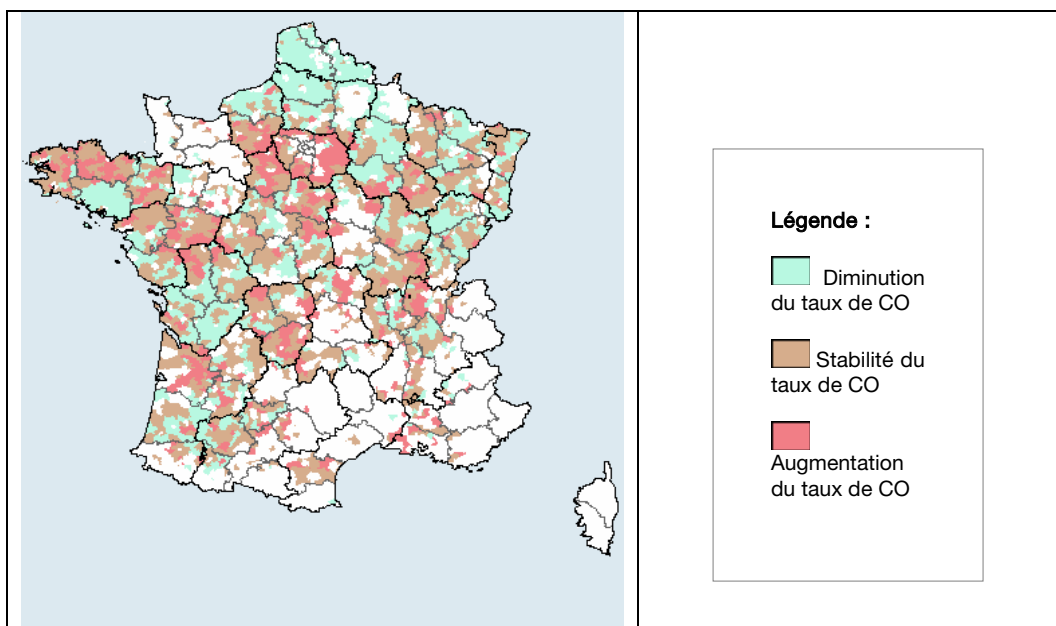 Légende :
Diminution
du taux de CO
Stabilité du
taux de CO
Augmentation
du taux de CO